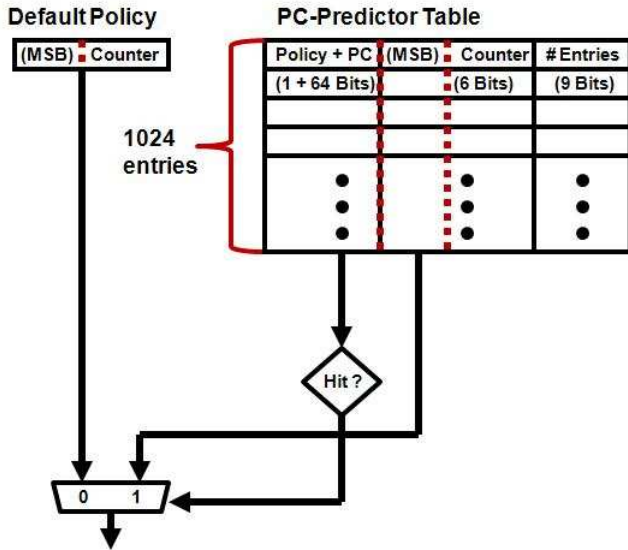 Default Policy
PC-Predictor Table
(MSB) Counter
Policy + PC (MSB) Counter # Entries
(1 + 64 Bits) (6 Bits) (9 Bits)
1024
entries
Hit ?
0 1